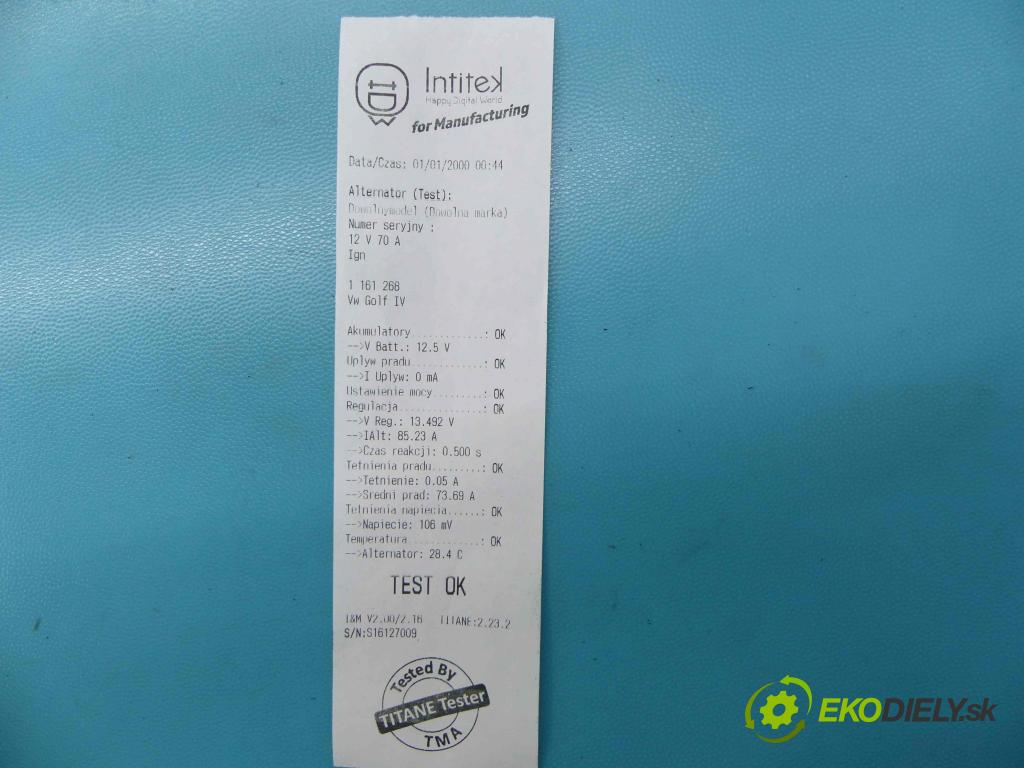 Intitek
Happy Digital World
for Manufacturing
Data/Czas: 01/01/2000 00:44
Alternator (Test):
Dowolnymodel (Dowolna marka)
Numer seryjny :
12 V 70 A
Ign
1 161 268
Vw Golf IV
Akumulatory.............: OK
-->V Batt.: 12.5 V
Uplyw pradu.............: OK
-->I Uplyw: 0 mA
Ustawienie mocy.........: OK
Regulacja...............: OK
-->V Reg.: 13.492 V
-->IAlt: 85.23 A
-->Czas reakcji: 0.500 s
Tetnienia pradu.........: OK
-->Tetnienie: 0.05 A
-->Sredni prad: 73.69 A
Tetnienia napiecia......: OK
-->Napiecie: 106 mV
Temperatura.............: OK
-->Alternator: 28.4 C
TEST OK
I&M V2.00/2.16 TITANE:2.23.2
S/N:S16127009
Tested By
TITANE Tester
TMA
EKODIELY.sk